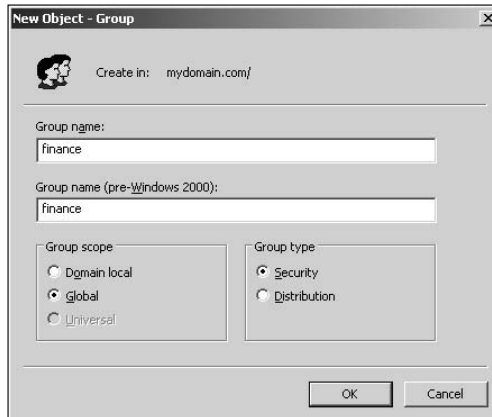 New Object - Group
Create in: mydomain.com/
Group name:
finance
Group name (pre-Windows 2000):
finance
Group scope
Domain local
Global
Universal
Group type
Security
Distribution
OK
Cancel